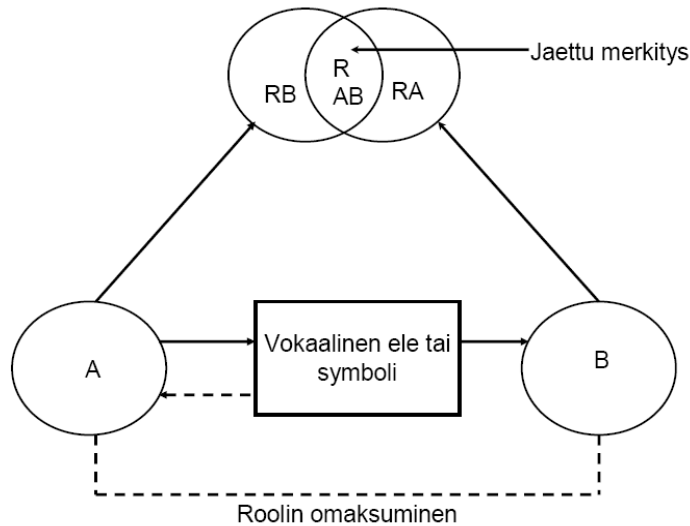 Jaettu merkitys
R
AB
RB
RA
Vokaalinen ele tai
symboli
A
B
Roolin omaksuminen